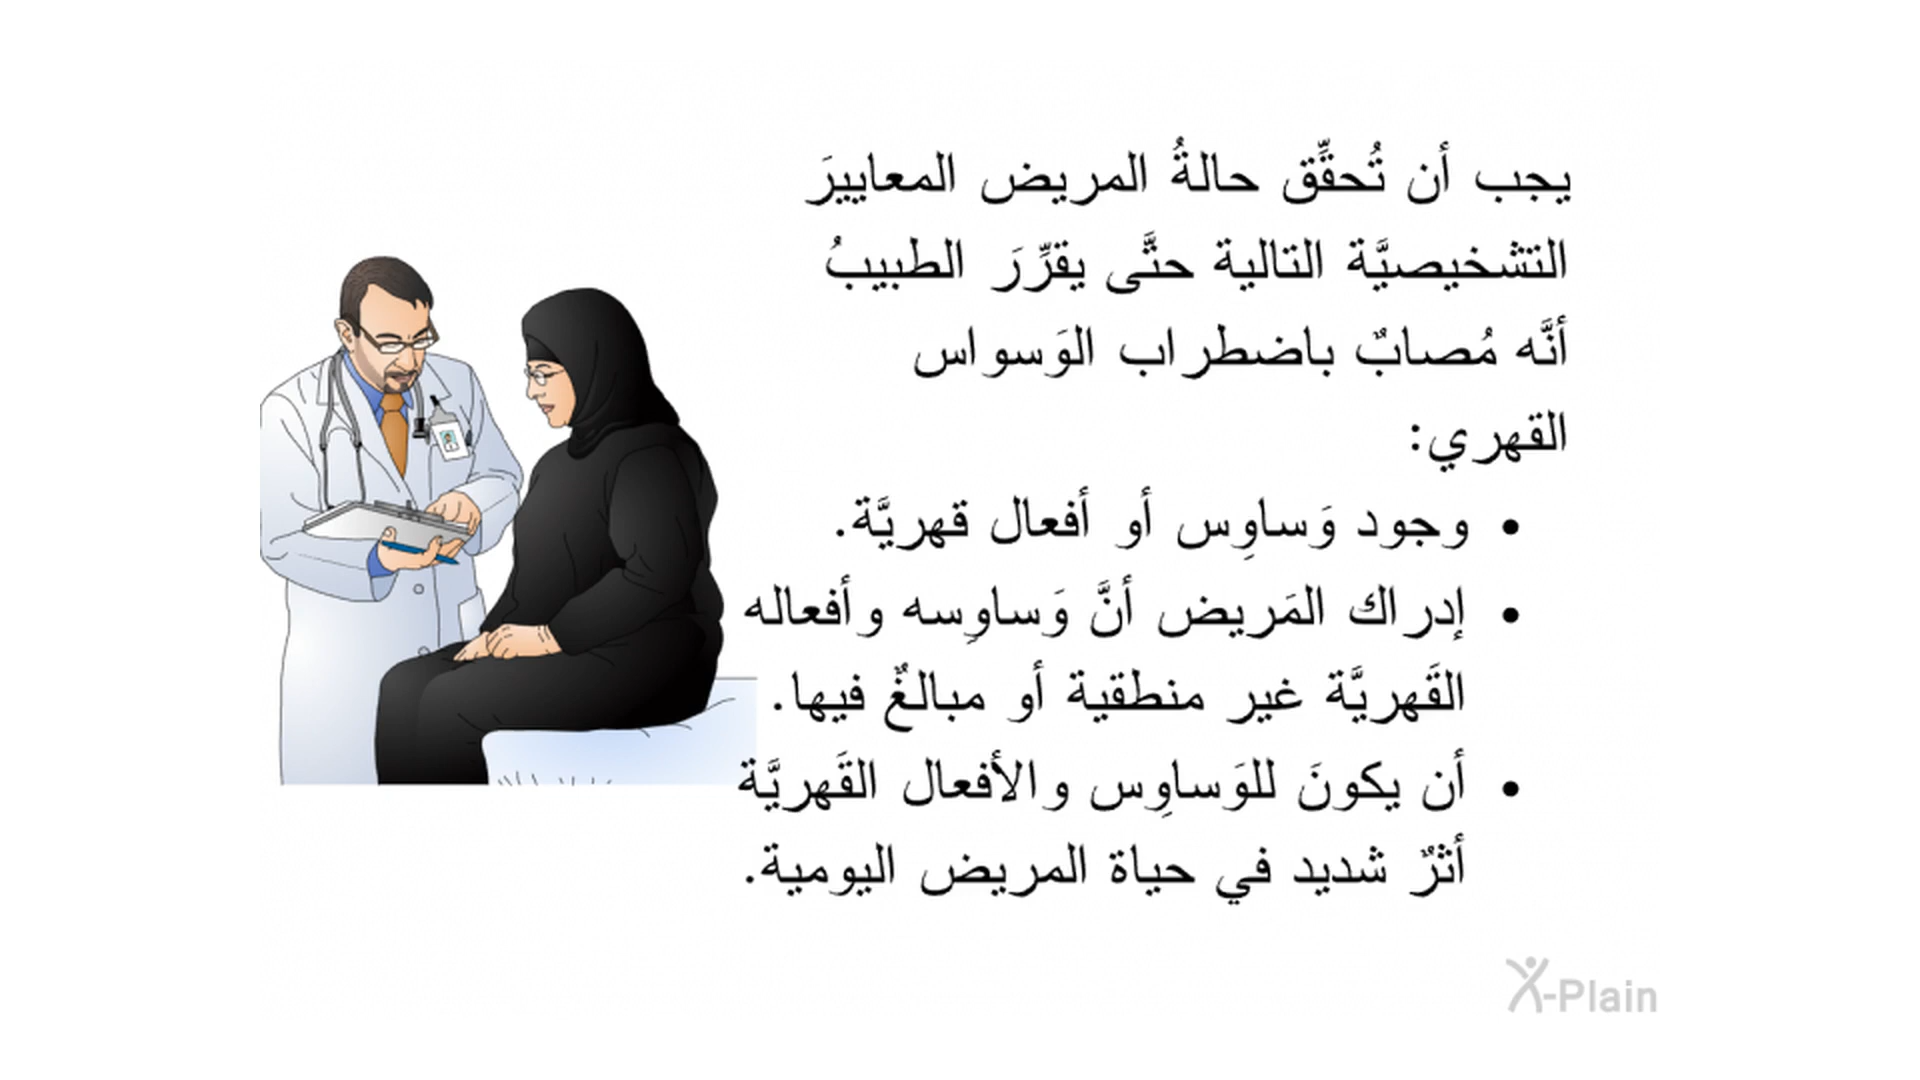 يجب أن تُحقِّق حالةُ المريض المعاييرَ
التشخيصيَّة التالية حتَّى يقرِّرَ الطبيبُ
أنَّه مُصابٌ باضطراب الوَسواس
القهري:
• وجود وَساوِس أو أفعال قهريَّة.
• إدراك المَريض أنَّ وَساوِسه وأفعاله
القَهريَّة غير منطقية أو مبالغٌ فيها.
• أن يكونَ للوَساوِس والأفعال القَهريَّة
أثرٌ شديد في حياة المريض اليومية.
X-Plain